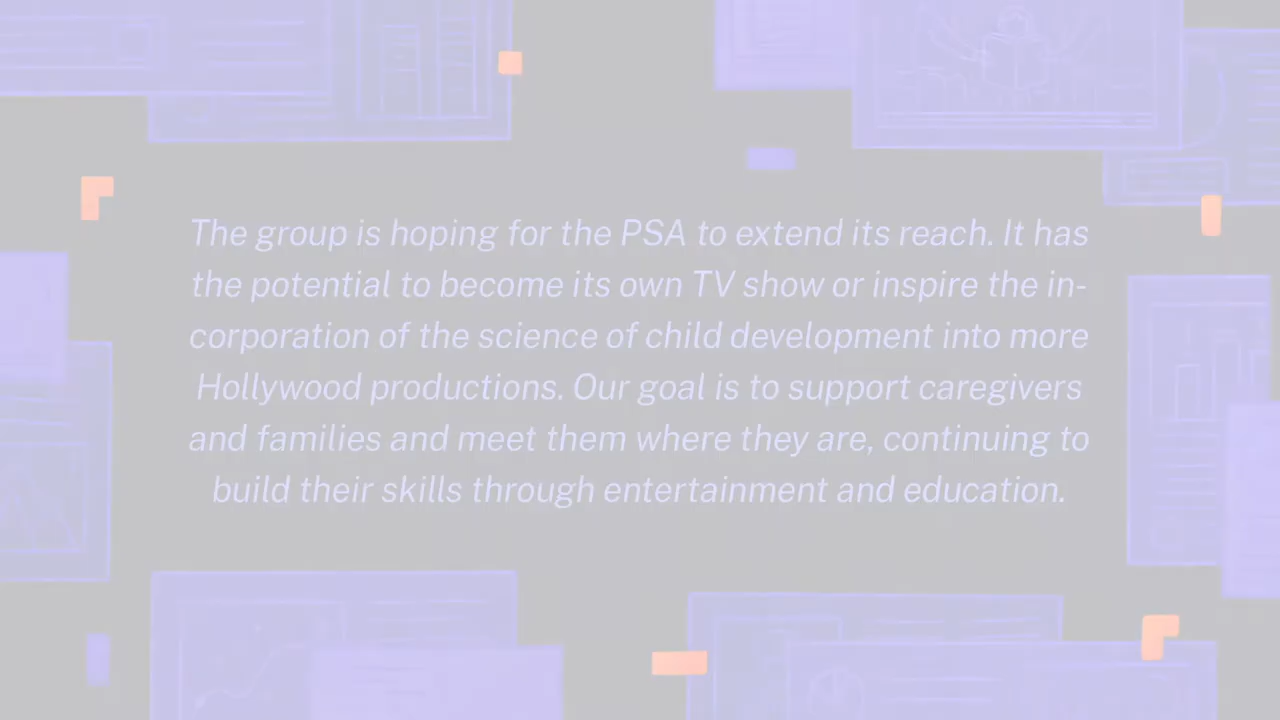 The group is hoping for the PSA to extend its reach. It has
the potential to become its own TV show or inspire the in-
corporation of the science of child development into more
Hollywood productions. Our goal is to support caregivers
and families and meet them where they are, continuing to
build their skills through entertainment and education.